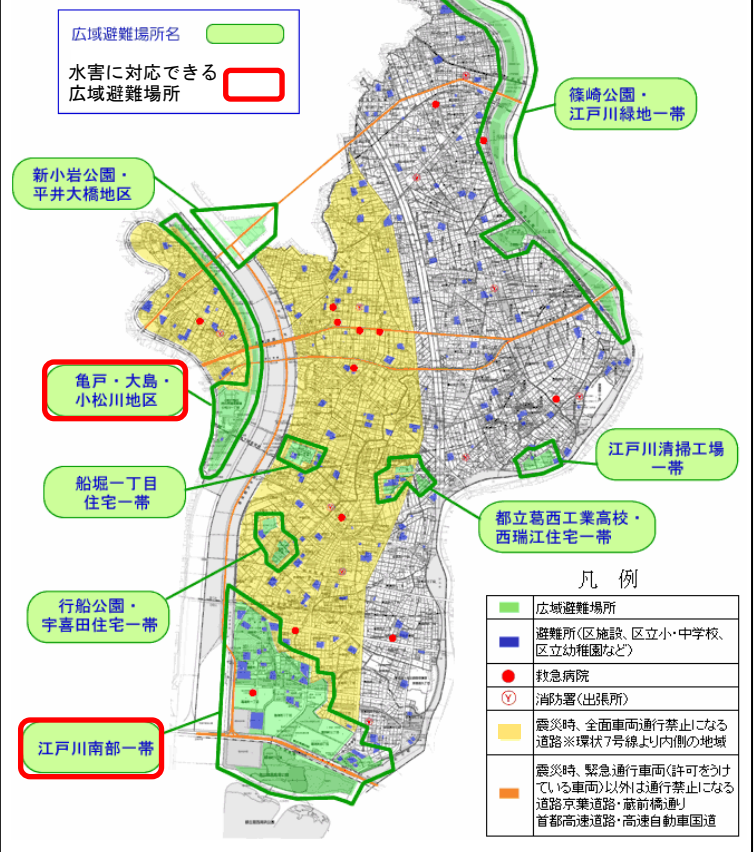 広域避難場所名
水害に対応できる
広域避難場所
篠崎公園・
江戸川緑地一帯
新小岩公園・
平井大橋地区
亀戸・大島・
小松川地区
船堀一丁目
住宅一帯
江戸川清掃工場
一帯
都立葛西工業高校・
西瑞江住宅一帯
行船公園・
宇喜田住宅一帯
江戸川南部一帯
凡 例
広域避難場所
避難所(区施設、区立小・中学校、
区立幼稚園など)
救急病院
消防署(出張所)
震災時、全面車両通行禁止になる
道路※環状7号線より内側の地域
震災時、緊急通行車両(許可をうけ
ている車両)以外は通行禁止になる
道路京葉道路・蔵前橋通り
首都高速道路・高速自動車国道